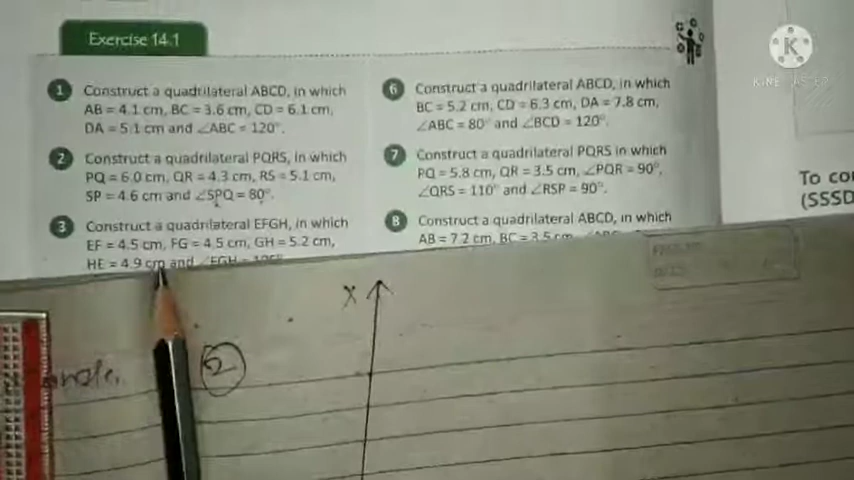 Exercise 14.1
1 Construct a quadrilateral ABCD, in which
AB = 4.1 cm, BC = 3.6 cm, CD = 6.1 cm,
DA = 5.1 cm and ∠ABC = 120°.
2 Construct a quadrilateral PQRS, in which
PQ = 6.0 cm, QR = 4.3 cm, RS = 5.1 cm,
SP = 4.6 cm and ∠SPQ = 80°.
3 Construct a quadrilateral EFGH, in which
EF = 4.5 cm, FG = 4.5 cm, GH = 5.2 cm,
HE = 4.9 cm and ∠FGH =
6 Construct a quadrilateral ABCD, in which
BC = 5.2 cm, CD = 6.3 cm, DA = 7.8 cm,
∠ABC = 80° and ∠BCD = 120°.
7 Construct a quadrilateral PQRS in which
PQ = 5.8 cm, QR = 3.5 cm, ∠PQR = 90°,
∠QRS = 110° and ∠RSP = 90°.
8 Construct a quadrilateral ABCD, in which
AB = 7.2 cm, BC = 3.5 cm,
K
KINEMASTER
To con
(SSSD
X
2